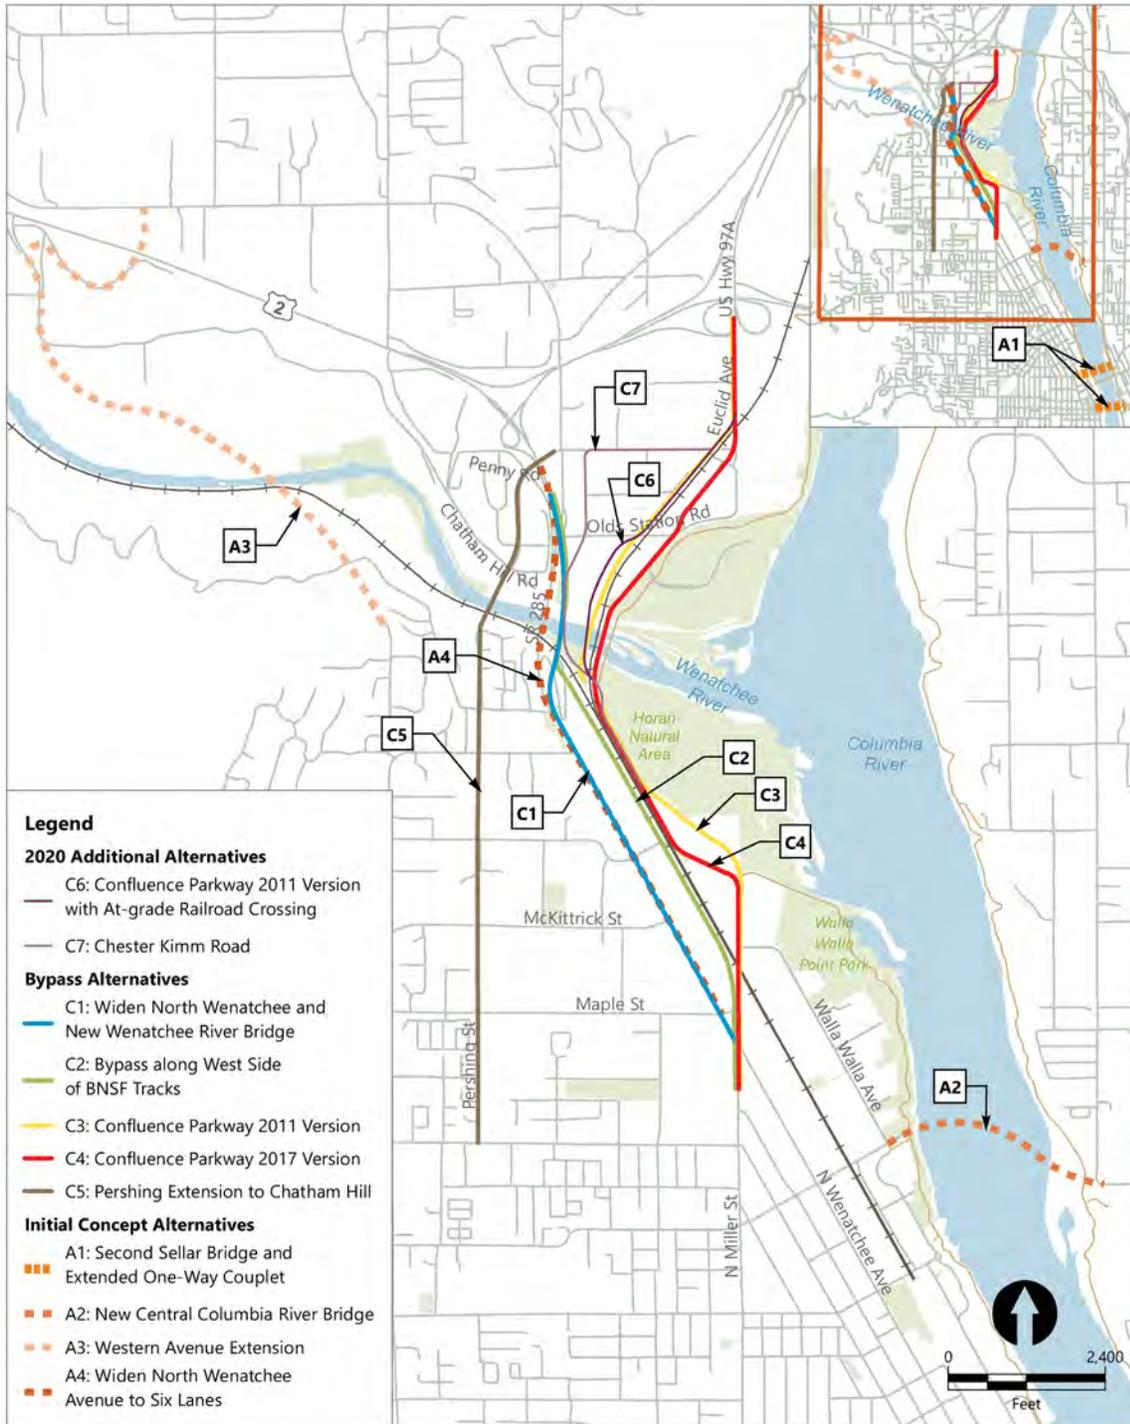 Wenatchee River
Columbia
River
A1
US Hwy 97A
2
Euclid Ave
C7
Penny Rd
C6
Olds Station Rd
A3
Chatham Hill Rd
SR 285
A4
Wenatchee
River
C5
Horan
Natural
Area
C2
Columbia
River
C3
C1
C4
McKittrick St
Walla
Walla
Point Park
Maple St
Walla Walla Ave
Pershing St
A2
N Miller St
N Wenatchee Ave
Legend
2020 Additional Alternatives
C6: Confluence Parkway 2011 Version
with At-grade Railroad Crossing
C7: Chester Kimm Road
Bypass Alternatives
C1: Widen North Wenatchee and
New Wenatchee River Bridge
C2: Bypass along West Side
of BNSF Tracks
C3: Confluence Parkway 2011 Version
C4: Confluence Parkway 2017 Version
C5: Pershing Extension to Chatham Hill
Initial Concept Alternatives
A1: Second Sellar Bridge and
Extended One-Way Couplet
A2: New Central Columbia River Bridge
A3: Western Avenue Extension
A4: Widen North Wenatchee
Avenue to Six Lanes
0 2,400
Feet